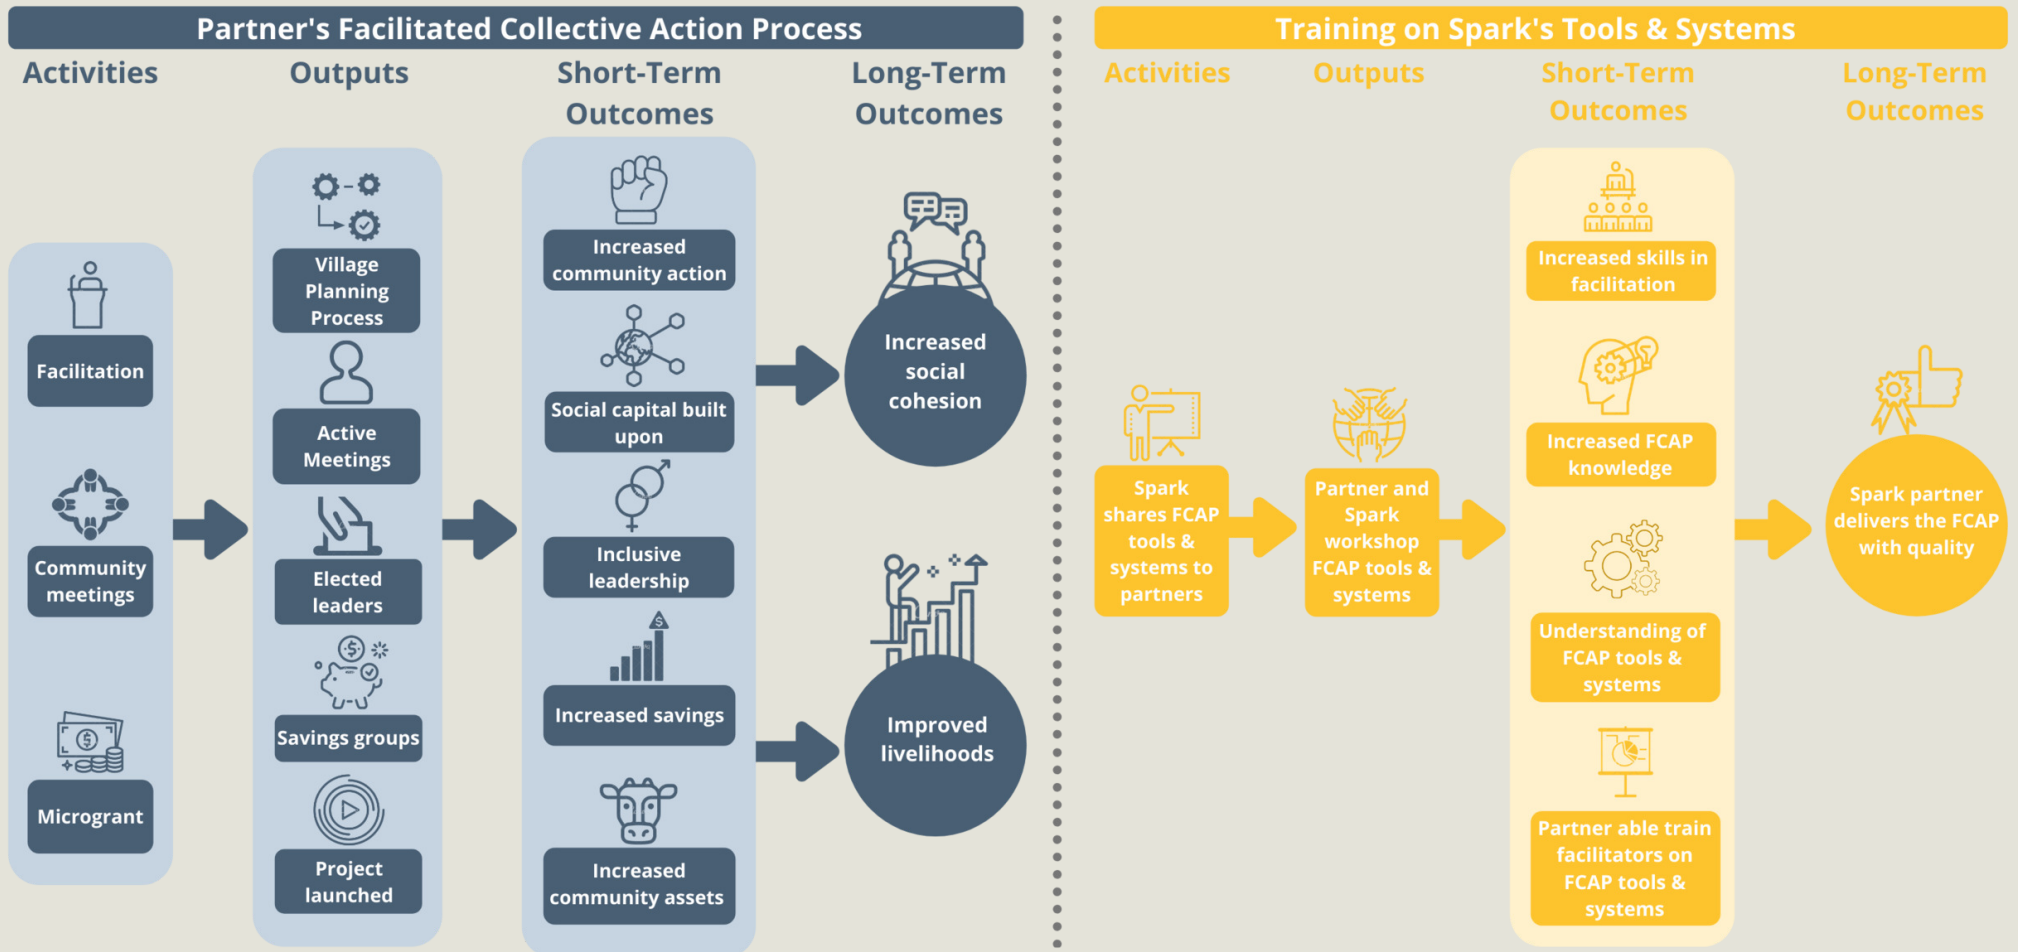 Partner's Facilitated Collective Action Process
Activities
Outputs
Short-Term
Outcomes
Long-Term
Outcomes
Facilitation
Community
meetings
Microgrant
Village
Planning
Process
Active
Meetings
Elected
leaders
Savings groups
Project
launched
Increased
community action
Social capital built
upon
Inclusive
leadership
Increased savings
Increased
community assets
Increased
social
cohesion
Improved
livelihoods
Training on Spark's Tools & Systems
Activities
Outputs
Short-Term
Outcomes
Long-Term
Outcomes
Spark
shares FCAP
tools &
systems to
partners
Partner and
Spark
workshop
FCAP tools &
systems
Increased skills in
facilitation
Increased FCAP
knowledge
Understanding of
FCAP tools &
systems
Partner able train
facilitators on
FCAP tools &
systems
Spark partner
delivers the FCAP
with quality